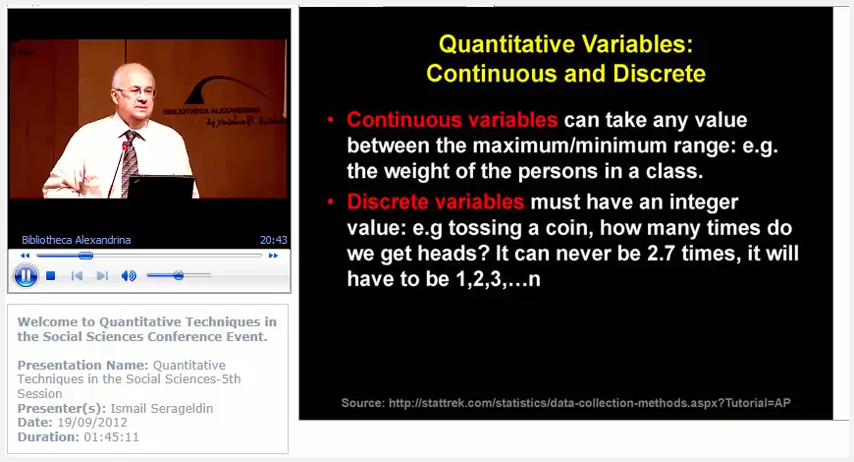 BIBLIOTHECA ALEXANDRINA
Bibliotheca Alexandrina 20:43
Welcome to Quantitative Techniques in
the Social Sciences Conference Event.
Presentation Name: Quantitative
Techniques in the Social Sciences-5th
Session
Presenter(s): Ismail Serageldin
Date: 19/09/2012
Duration: 01:45:11
Quantitative Variables:
Continuous and Discrete
• Continuous variables can take any value
between the maximum/minimum range: e.g.
the weight of the persons in a class.
• Discrete variables must have an integer
value: e.g tossing a coin, how many times do
we get heads? It can never be 2.7 times, it will
have to be 1,2,3,…n
Source: http://stattrek.com/statistics/data-collection-methods.aspx?Tutorial=AP